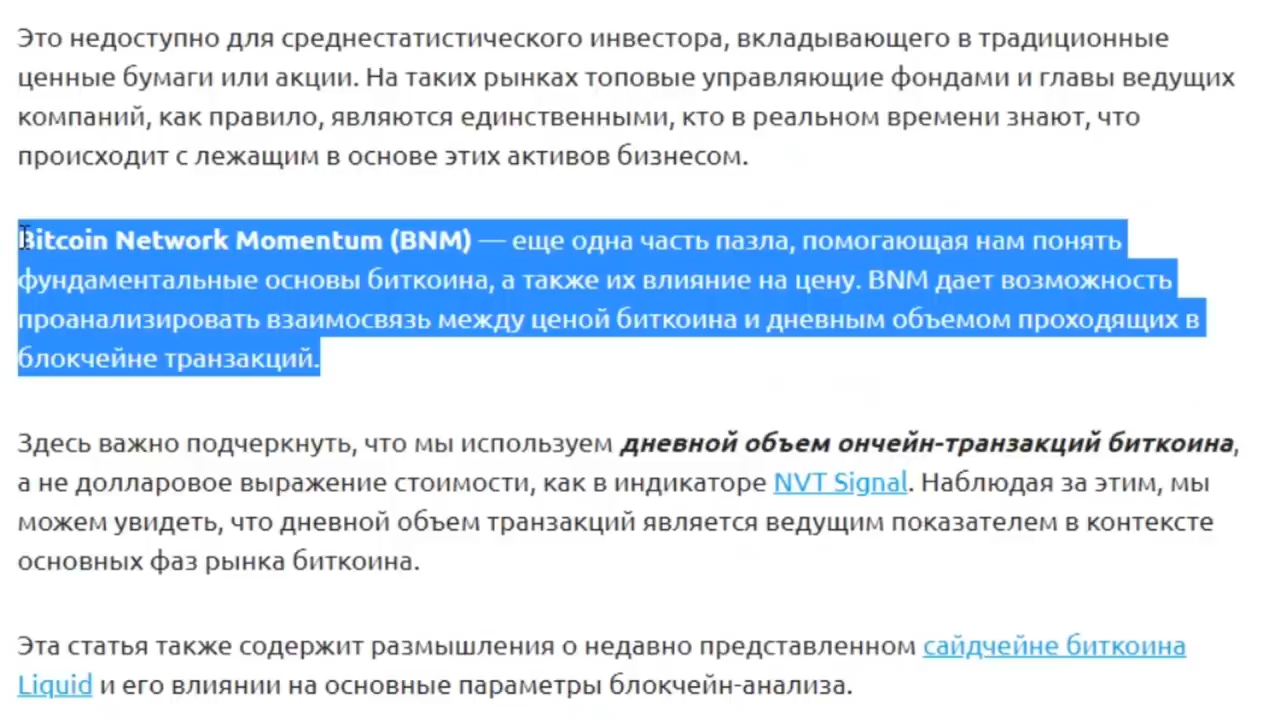 Это недоступно для среднестатистического инвестора, вкладывающего в традиционные
ценные бумаги или акции. На таких рынках топовые управляющие фондами и главы ведущих
компаний, как правило, являются единственными, кто в реальном времени знают, что
происходит с лежащим в основе этих активов бизнесом.
Bitcoin Network Momentum (BNM) — еще одна часть пазла, помогающая нам понять
фундаментальные основы биткоина, а также их влияние на цену. BNM дает возможность
проанализировать взаимосвязь между ценой биткоина и дневным объемом проходящих в
блокчейне транзакций.
Здесь важно подчеркнуть, что мы используем дневной объем ончейн-транзакций биткоина,
а не долларовое выражение стоимости, как в индикаторе NVT Signal. Наблюдая за этим, мы
можем увидеть, что дневной объем транзакций является ведущим показателем в контексте
основных фаз рынка биткоина.
Эта статья также содержит размышления о недавно представленном сайдчейне биткоина
Liquid и его влиянии на основные параметры блокчейн-анализа.